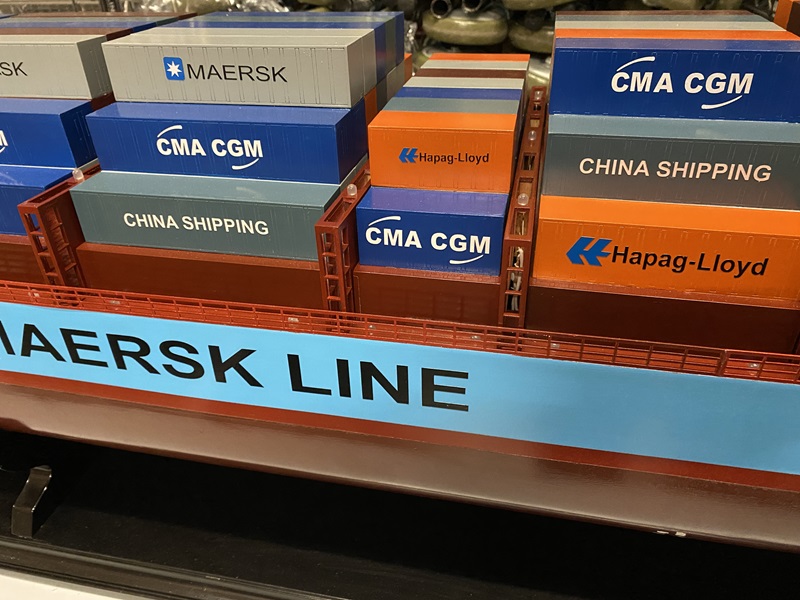 SK
MAERSK
CMA CGM
CHINA SHIPPING
Hapag-Lloyd
CMA CGM
CMA CGM
CHINA SHIPPING
Hapag-Lloyd
MAERSK LINE